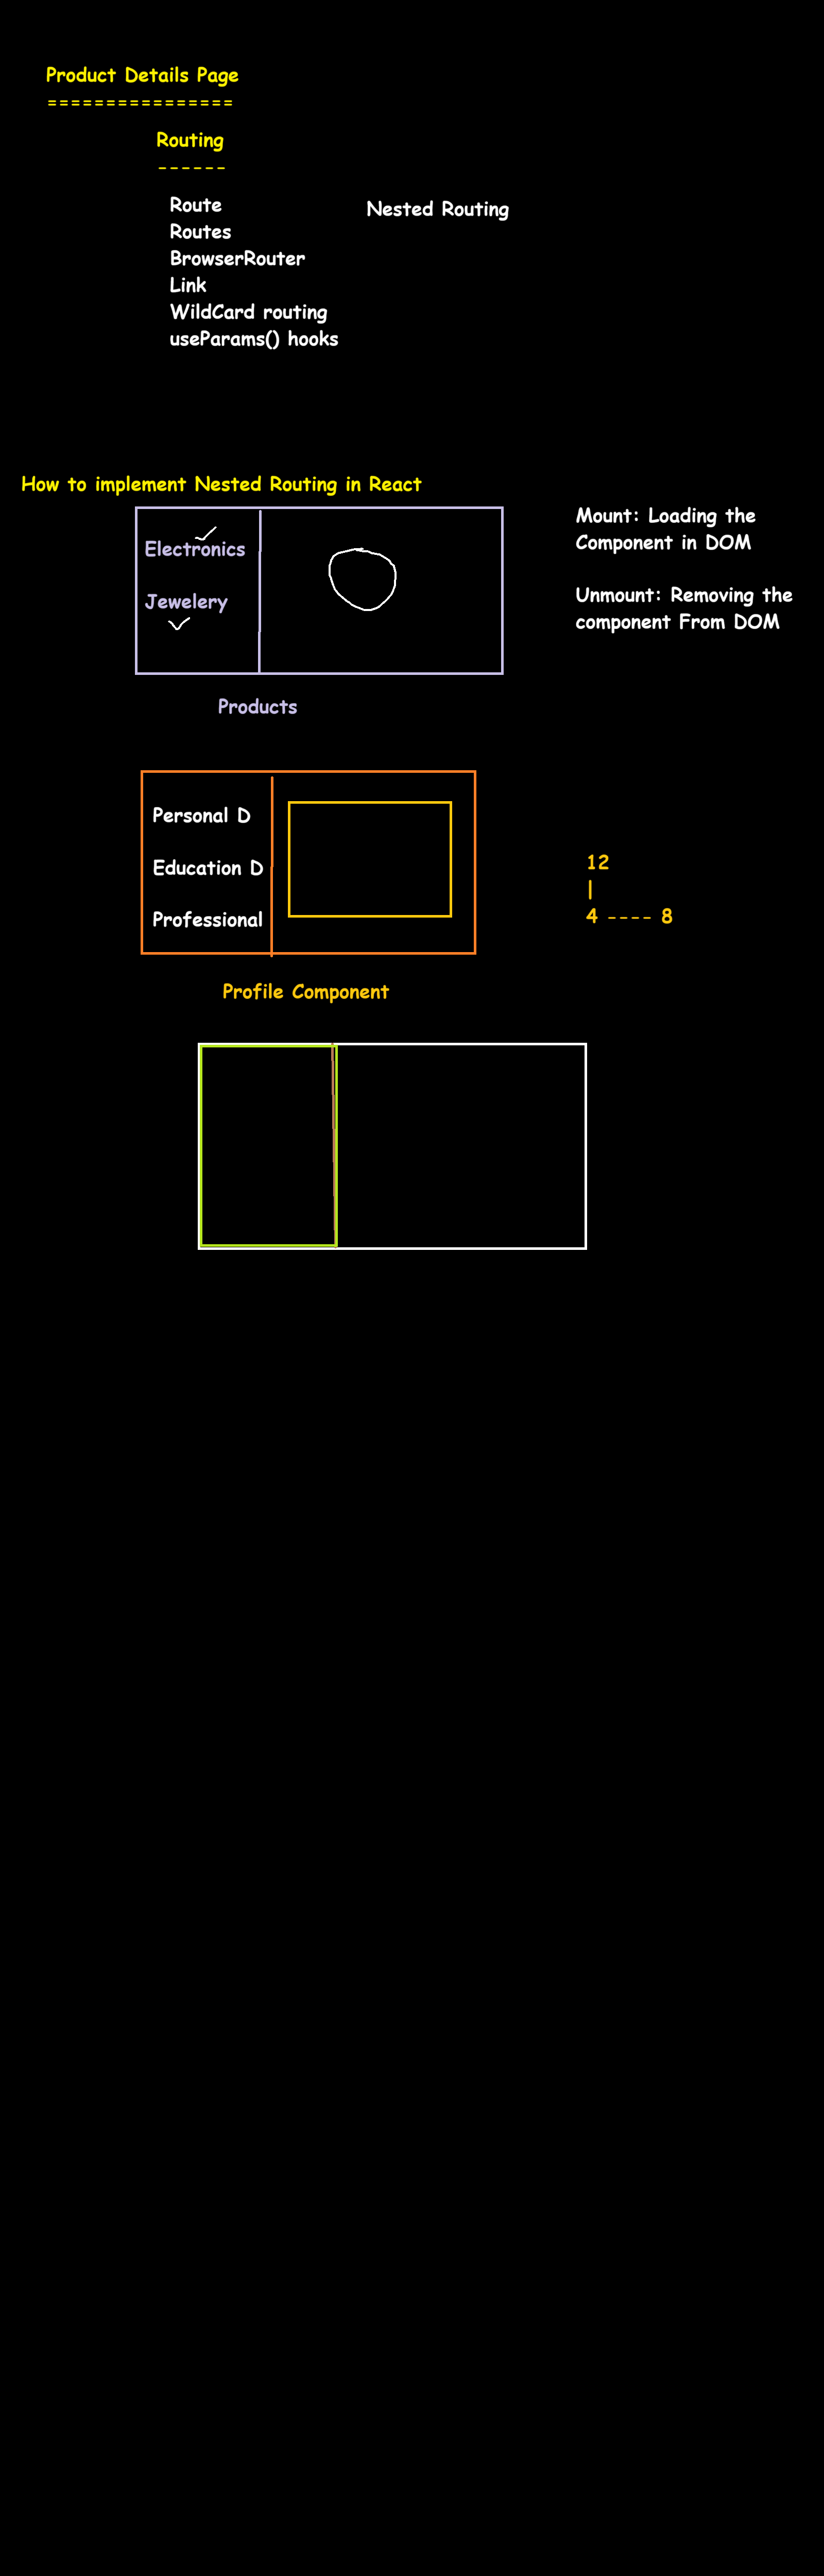 Product Details Page
================
Routing
------
Route
Routes
BrowserRouter
Link
WildCard routing
useParams() hooks
Nested Routing
How to implement Nested Routing in React
Electronics
Jewelery
Products
Mount: Loading the
Component in DOM
Unmount: Removing the
component From DOM
Personal D
Education D
Professional
Profile Component
12
|
4 ---- 8